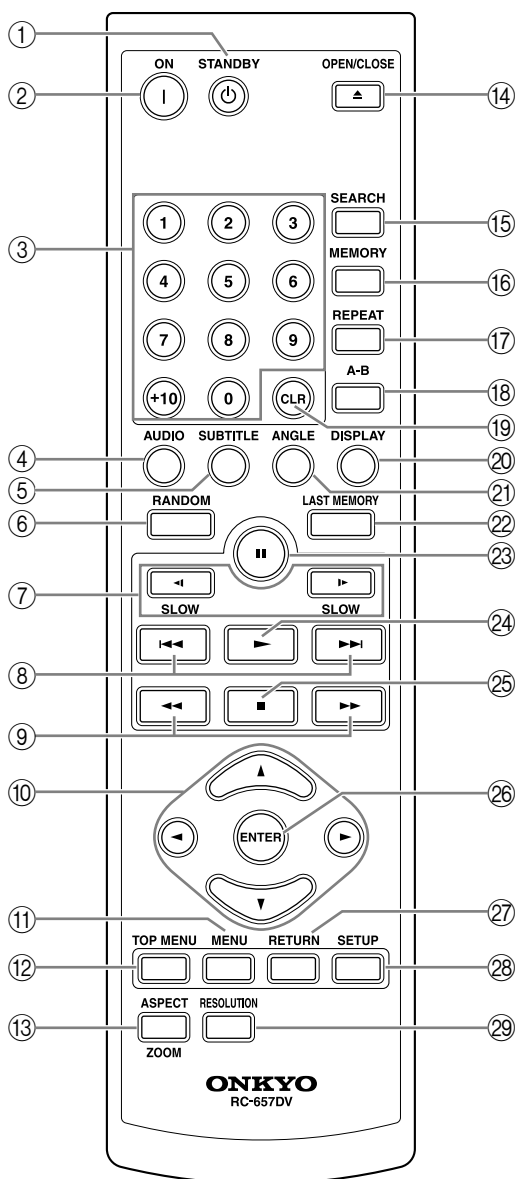 ①
ON STANDBY OPEN/CLOSE
② ⑭
SEARCH
1 2 3 ⑮
③ MEMORY
4 5 6 ⑯
REPEAT
7 8 9 ⑰
A-B
+10 0 CLR ⑱
⑲
AUDIO SUBTITLE ANGLE DISPLAY
④ ⑳
⑤ ㉑
RANDOM LAST MEMORY
⑥ ㉒
㉓
⑦
SLOW SLOW
㉔
⑧
㉕
⑨
⑩ ㉖
ENTER
⑪ ㉗
TOP MENU MENU RETURN SETUP
⑫ ㉘
ASPECT RESOLUTION
⑬ ㉙
ZOOM
ONKYO
RC-657DV